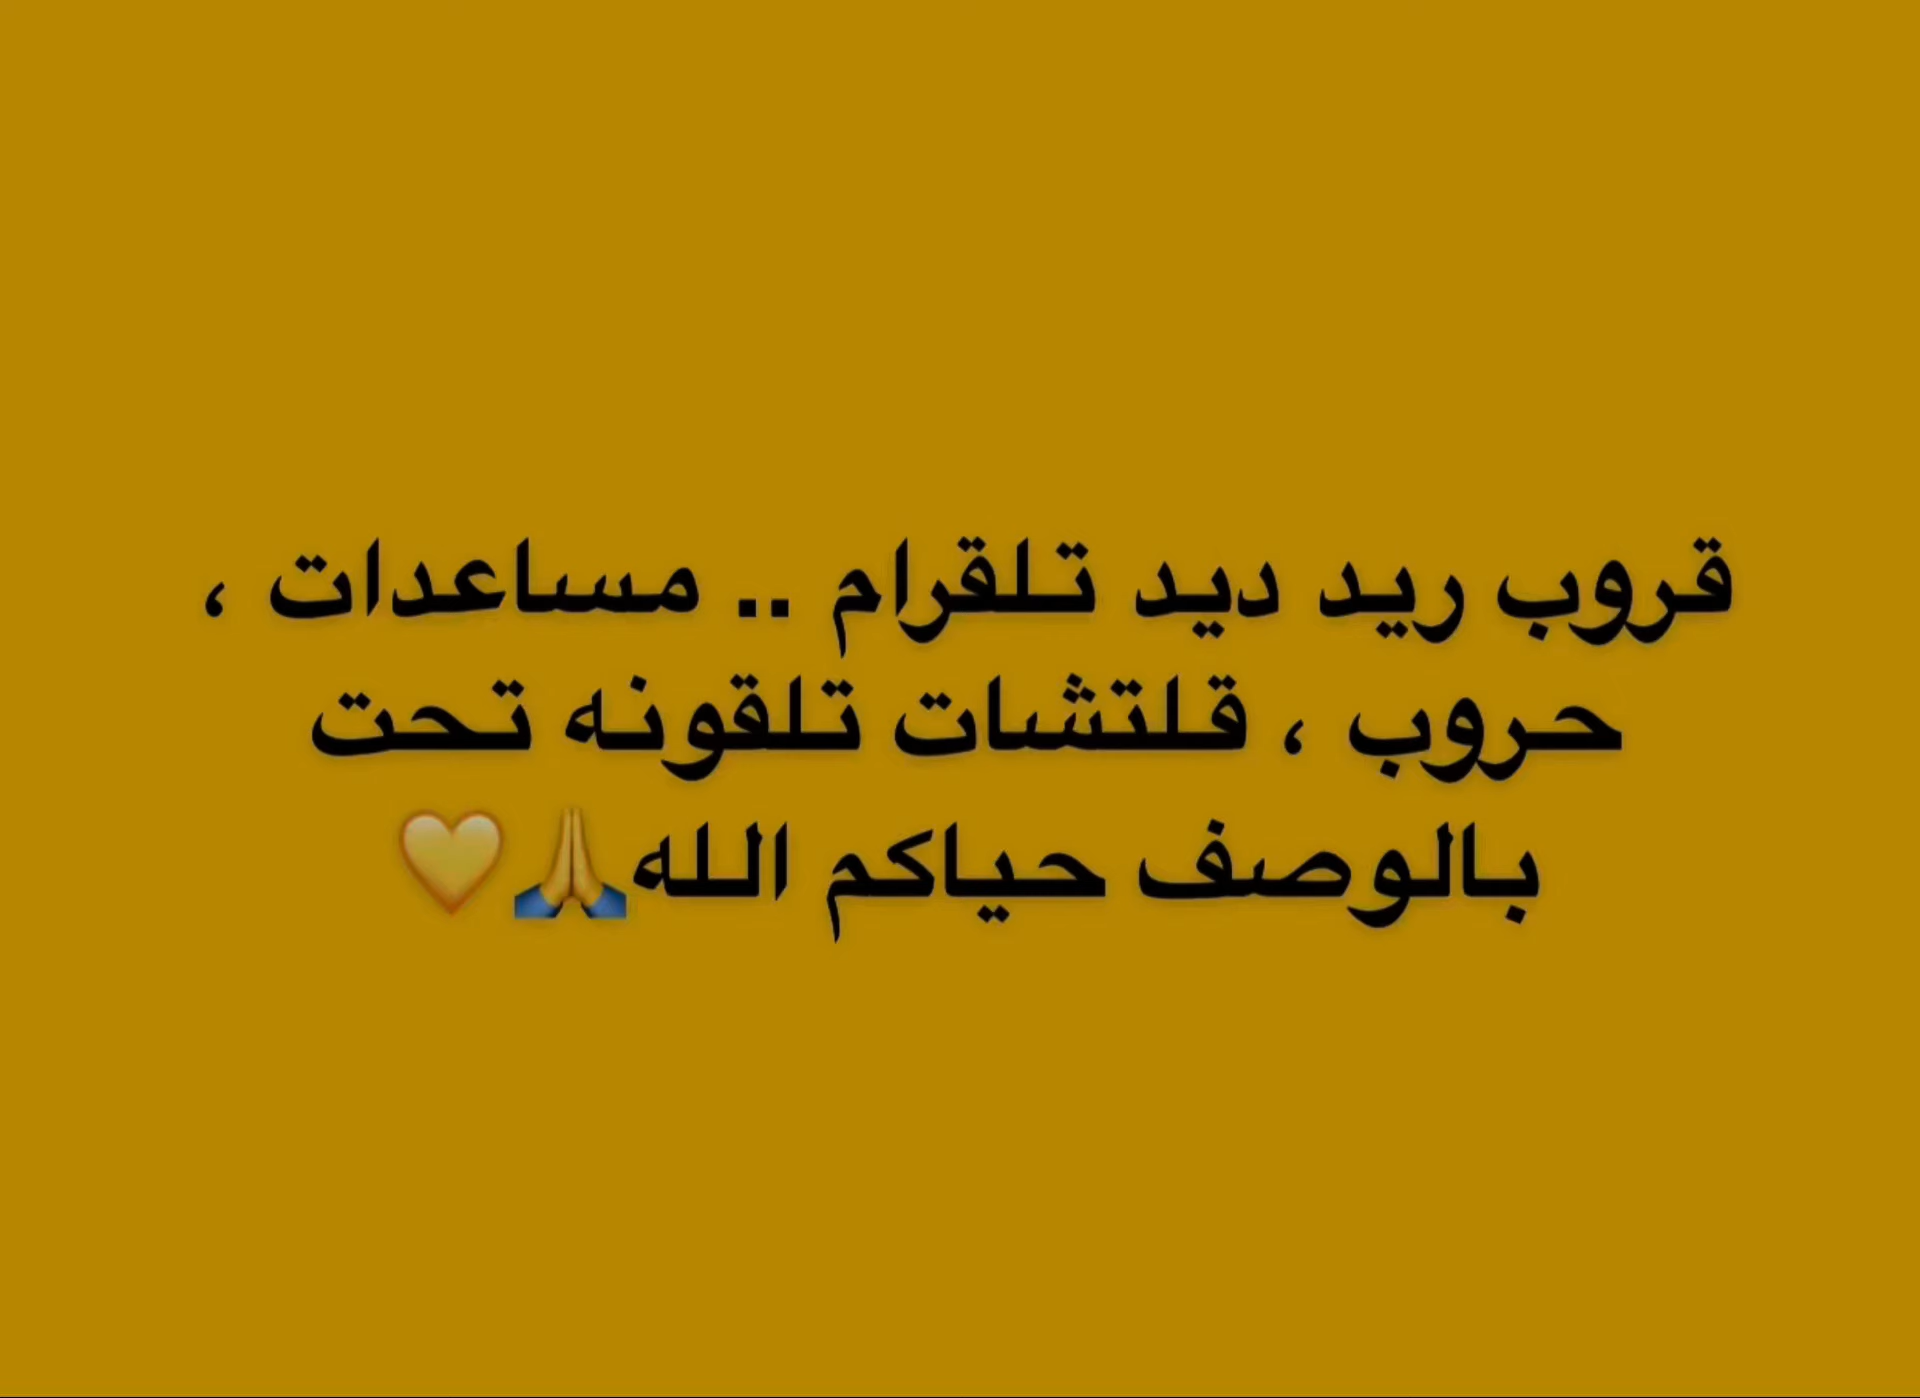 قروب ريد ديد تلقرام .. مساعدات ،
حروب ، قلتشات تلقونه تحت
بالوصف حياكم الله🙏💛